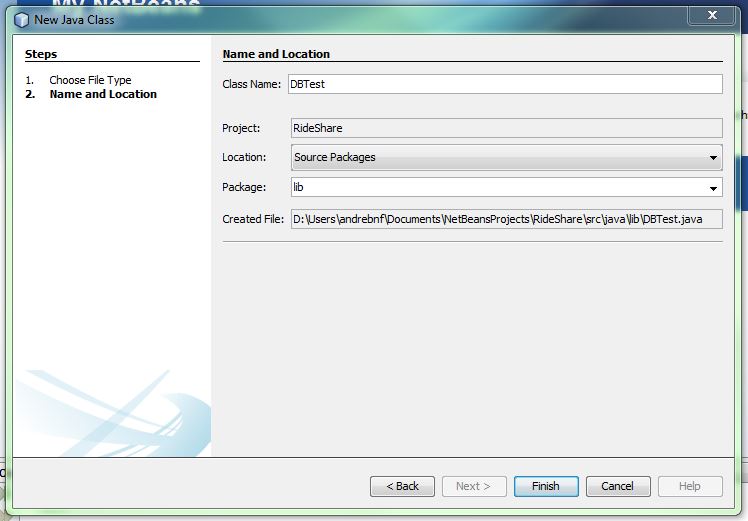 My NetBeans
New Java Class
X
Steps
1. Choose File Type
2. Name and Location
Name and Location
Class Name: DBTest
Project: RideShare
Location: Source Packages
Package: lib
Created File: D:\Users\andrebnf\Documents\NetBeansProjects\RideShare\src\java\lib\DBTest.java
< Back
Next >
Finish
Cancel
Help